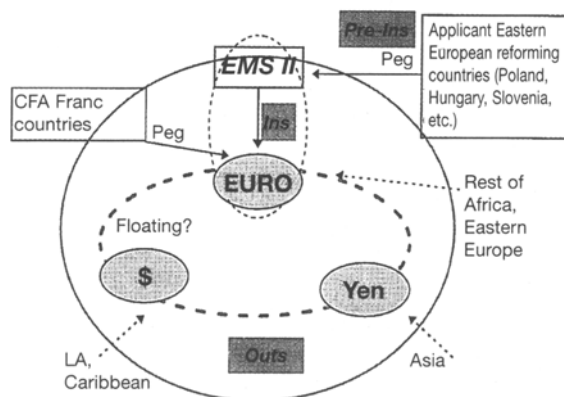 Pre-Ins
Applicant Eastern
European reforming
countries (Poland,
Hungary, Slovenia,
etc.)
Peg
EMS II
CFA Franc
countries
Peg
Ins
EURO
Rest of
Africa,
Eastern
Europe
Floating?
$
Yen
LA,
Caribbean
Outs
Asia